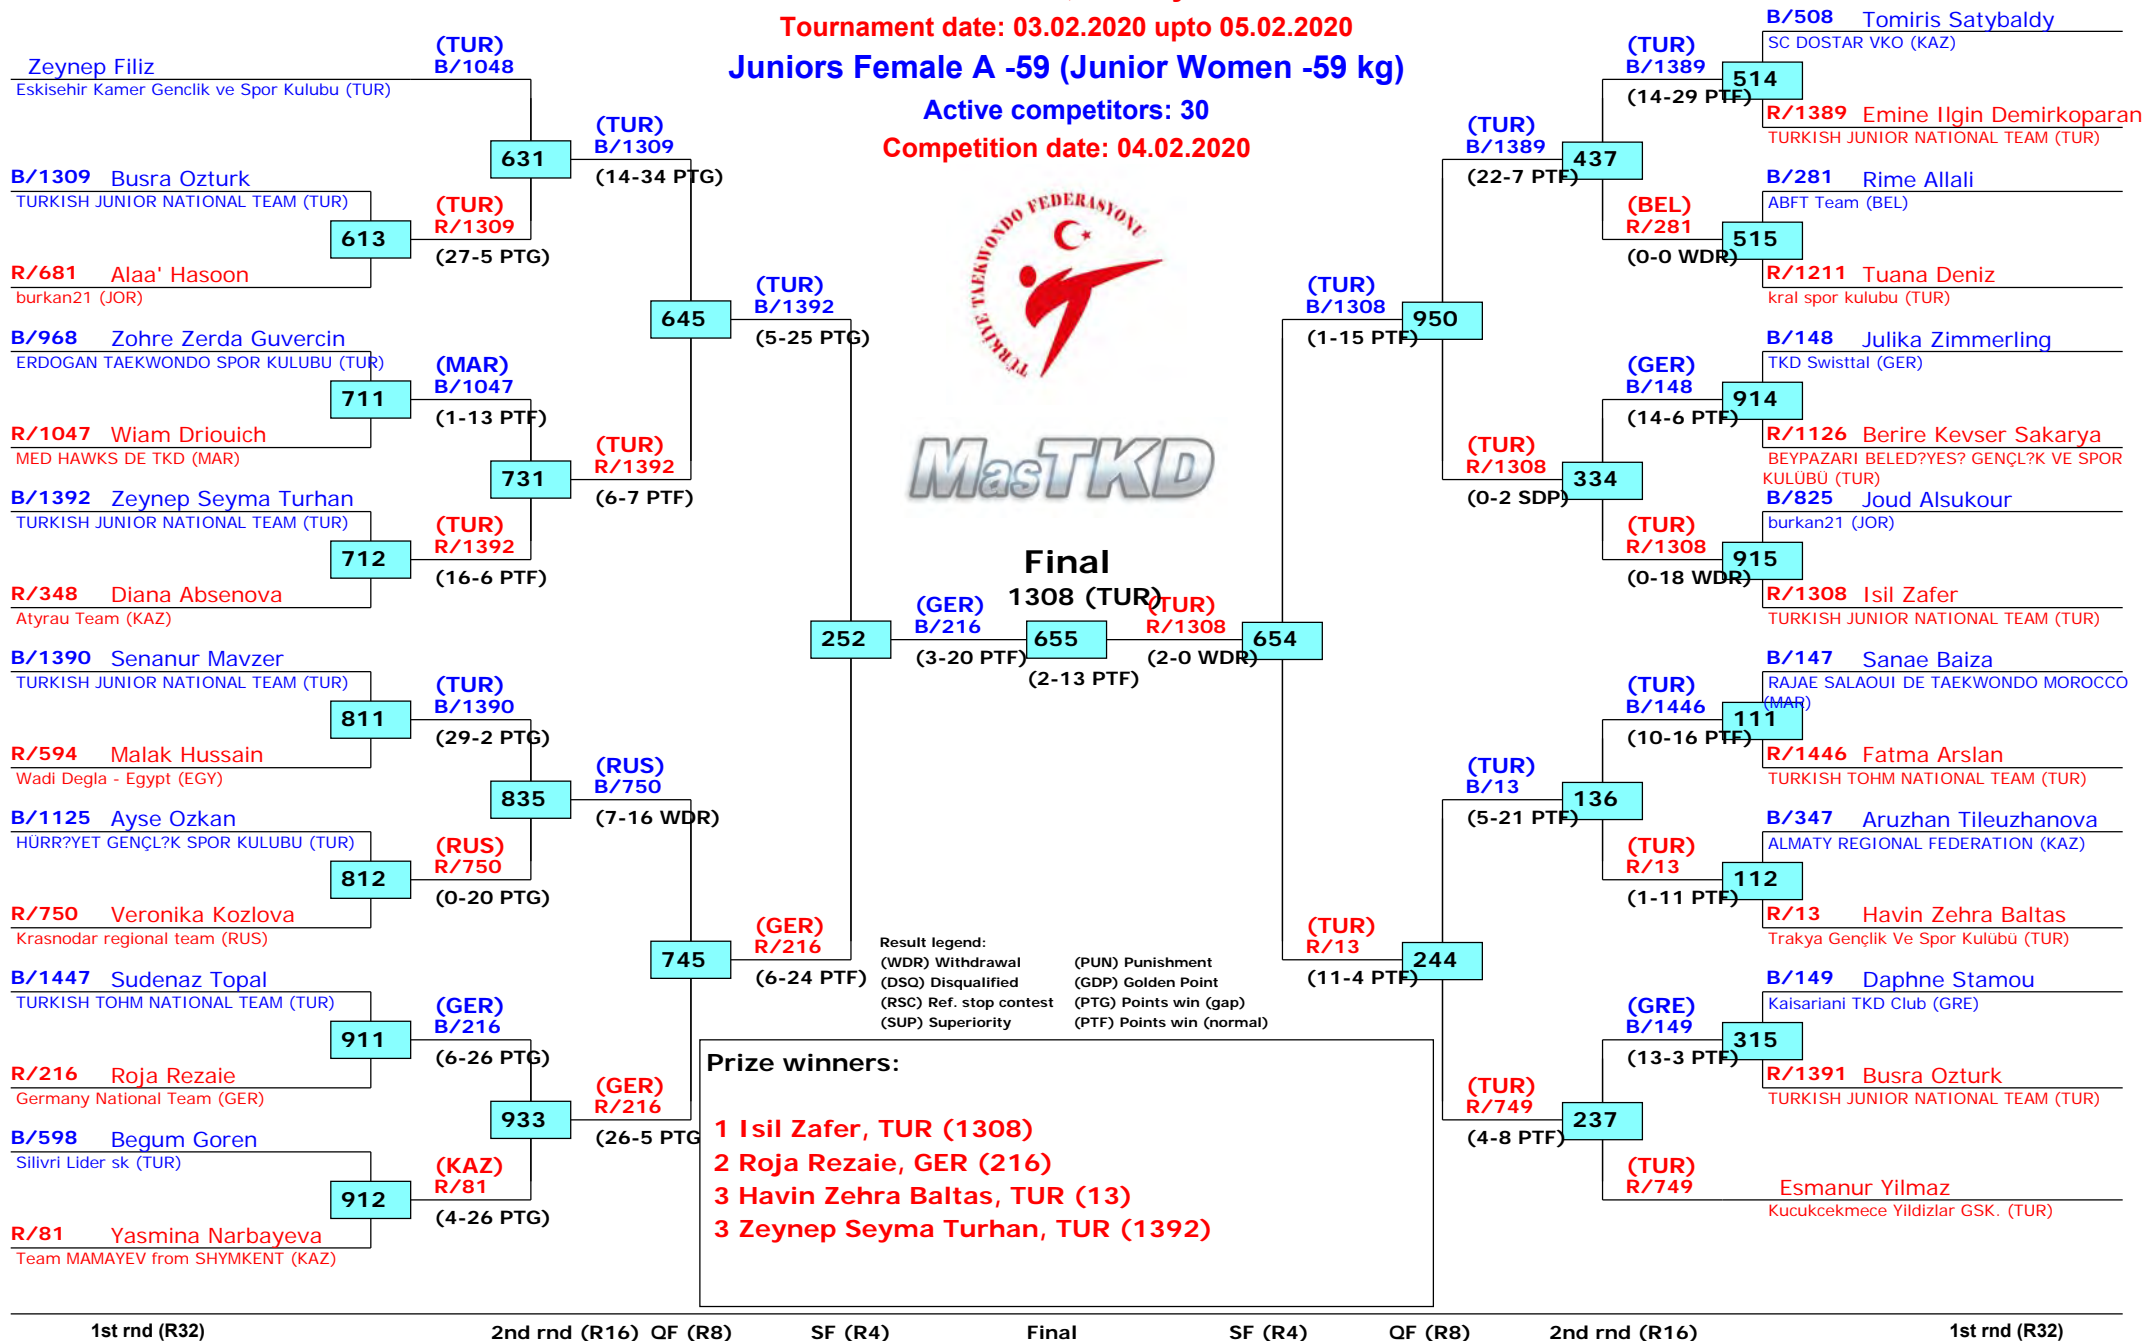 Tournament date: 03.02.2020 upto 05.02.2020
Juniors Female A -59 (Junior Women -59 kg)
Active competitors: 30
Competition date: 04.02.2020
TÜRKİYE TAEKWONDO FEDERASYONU
MasTKD
Zeynep Filiz
Eskisehir Kamer Genclik ve Spor Kulubu (TUR)
(TUR)
B/1048
B/1309 Busra Ozturk
TURKISH JUNIOR NATIONAL TEAM (TUR)
613
R/681 Alaa' Hasoon
burkan21 (JOR)
(TUR)
R/1309
(27-5 PTG)
631
(TUR)
B/1309
(14-34 PTG)
B/968 Zohre Zerda Guvercin
ERDOGAN TAEKWONDO SPOR KULUBU (TUR)
711
R/1047 Wiam Driouich
MED HAWKS DE TKD (MAR)
(MAR)
B/1047
(1-13 PTF)
B/1392 Zeynep Seyma Turhan
TURKISH JUNIOR NATIONAL TEAM (TUR)
712
R/348 Diana Absenova
Atyrau Team (KAZ)
(TUR)
R/1392
(16-6 PTF)
731
(TUR)
R/1392
(6-7 PTF)
645
(TUR)
B/1392
(5-25 PTG)
B/1390 Senanur Mavzer
TURKISH JUNIOR NATIONAL TEAM (TUR)
811
R/594 Malak Hussain
Wadi Degla - Egypt (EGY)
(TUR)
B/1390
(29-2 PTG)
B/1125 Ayse Ozkan
HÜRR?YET GENÇL?K SPOR KULUBU (TUR)
812
R/750 Veronika Kozlova
Krasnodar regional team (RUS)
(RUS)
R/750
(0-20 PTG)
835
(RUS)
B/750
(7-16 WDR)
B/1447 Sudenaz Topal
TURKISH TOHM NATIONAL TEAM (TUR)
911
R/216 Roja Rezaie
Germany National Team (GER)
(GER)
B/216
(6-26 PTG)
B/598 Begum Goren
Silivri Lider sk (TUR)
912
R/81 Yasmina Narbayeva
Team MAMAYEV from SHYMKENT (KAZ)
(KAZ)
R/81
(4-26 PTG)
933
(GER)
R/216
(26-5 PTG
745
(GER)
R/216
(6-24 PTF)
252
(GER)
B/216
(3-20 PTF)
Final
1308 (TUR)
655
(2-13 PTF)
(TUR)
R/1308
(2-0 WDR)
654
(TUR)
B/1308
(1-15 PTF)
950
(TUR)
B/1389
(22-7 PTF)
437
(TUR)
B/1389
(14-29 PTF)
514
B/508 Tomiris Satybaldy
SC DOSTAR VKO (KAZ)
R/1389 Emine Ilgin Demirkoparan
TURKISH JUNIOR NATIONAL TEAM (TUR)
(BEL)
R/281
(0-0 WDR)
515
B/281 Rime Allali
ABFT Team (BEL)
R/1211 Tuana Deniz
kral spor kulubu (TUR)
(TUR)
R/1308
(0-2 SDP)
334
(GER)
B/148
(14-6 PTF)
914
B/148 Julika Zimmerling
TKD Swisttal (GER)
R/1126 Berire Kevser Sakarya
BEYPAZARI BELED?YES? GENÇL?K VE SPOR
KULÜBÜ (TUR)
(TUR)
R/1308
(0-18 WDR)
915
B/825 Joud Alsukour
burkan21 (JOR)
R/1308 Isil Zafer
TURKISH JUNIOR NATIONAL TEAM (TUR)
(TUR)
R/13
(11-4 PTF)
244
(TUR)
B/13
(5-21 PTF)
136
(TUR)
B/1446
(10-16 PTF)
111
B/147 Sanae Baiza
RAJAE SALAOUI DE TAEKWONDO MOROCCO
(MAR)
R/1446 Fatma Arslan
TURKISH TOHM NATIONAL TEAM (TUR)
(TUR)
R/13
(1-11 PTF)
112
B/347 Aruzhan Tileuzhanova
ALMATY REGIONAL FEDERATION (KAZ)
R/13 Havin Zehra Baltas
Trakya Gençlik Ve Spor Kulübü (TUR)
(TUR)
R/749
(4-8 PTF)
237
(GRE)
B/149
(13-3 PTF)
315
B/149 Daphne Stamou
Kaisariani TKD Club (GRE)
R/1391 Busra Ozturk
TURKISH JUNIOR NATIONAL TEAM (TUR)
(TUR)
R/749
Esmanur Yilmaz
Kucukcekmece Yildizlar GSK. (TUR)
Result legend:
(WDR) Withdrawal (PUN) Punishment
(DSQ) Disqualified (GDP) Golden Point
(RSC) Ref. stop contest (PTG) Points win (gap)
(SUP) Superiority (PTF) Points win (normal)
Prize winners:
1 Isil Zafer, TUR (1308)
2 Roja Rezaie, GER (216)
3 Havin Zehra Baltas, TUR (13)
3 Zeynep Seyma Turhan, TUR (1392)
1st rnd (R32) 2nd rnd (R16) QF (R8) SF (R4) Final SF (R4) QF (R8) 2nd rnd (R16) 1st rnd (R32)